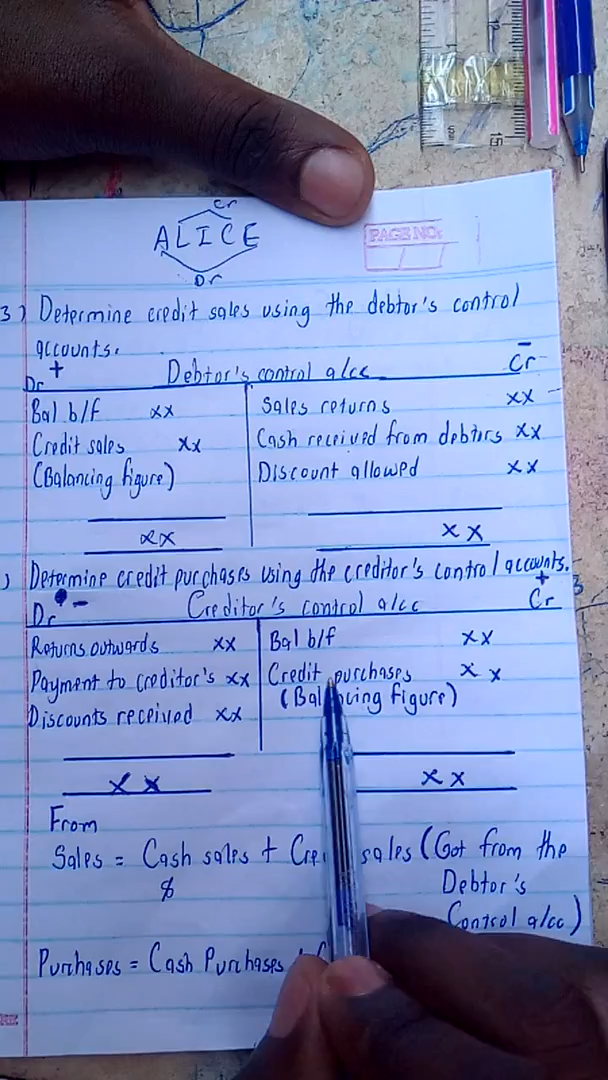 Cr
ALICE
PAGE NO:
Dr
3) Determine credit sales using the debtor's control
accounts.
Dr + Debtor's control a/cc - Cr
Bal b/f xx Sales returns xx
Credit sales xx Cash received from debtors xx
(Balancing figure) Discount allowed xx
xx xx
) Determine credit purchases using the creditor's control accounts.
Dr - Creditor's control a/cc + Cr
Returns outwards xx Bal b/f xx
Payment to creditor's xx Credit purchases xx
Discounts received xx (Balancing figure)
xx xx
From
Sales = Cash sales + sales (Got from the
$ Debtor's
Control a/cc)
Purchases = Cash Purchases